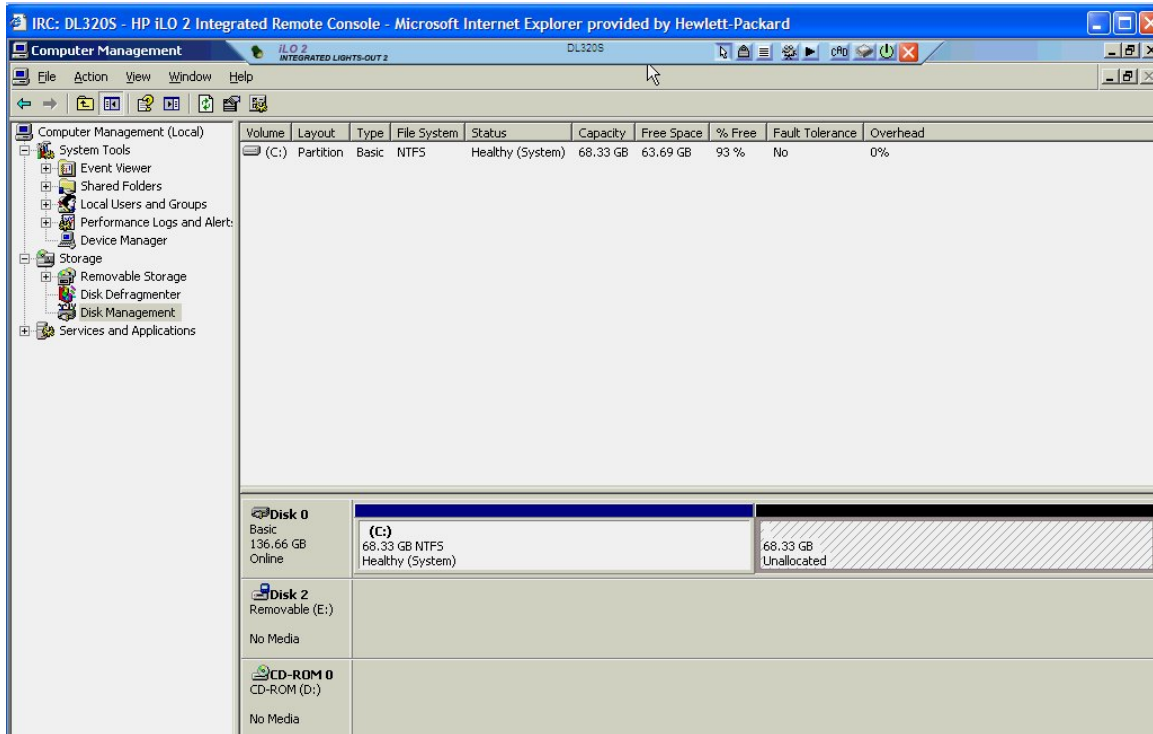 IRC: DL320S - HP iLO 2 Integrated Remote Console - Microsoft Internet Explorer provided by Hewlett-Packard
Computer Management
iLO 2
INTEGRATED LIGHTS-OUT 2
DL320S
CAD
File Action View Window Help
Computer Management (Local)
System Tools
Event Viewer
Shared Folders
Local Users and Groups
Performance Logs and Alert
Device Manager
Storage
Removable Storage
Disk Defragmenter
Disk Management
Services and Applications
Volume Layout Type File System Status Capacity Free Space % Free Fault Tolerance Overhead
(C:) Partition Basic NTFS Healthy (System) 68.33 GB 63.69 GB 93 % No 0%
Disk 0
Basic
136.66 GB
Online
(C:)
68.33 GB NTFS
Healthy (System)
68.33 GB
Unallocated
Disk 2
Removable (E:)
No Media
CD-ROM 0
CD-ROM (D:)
No Media